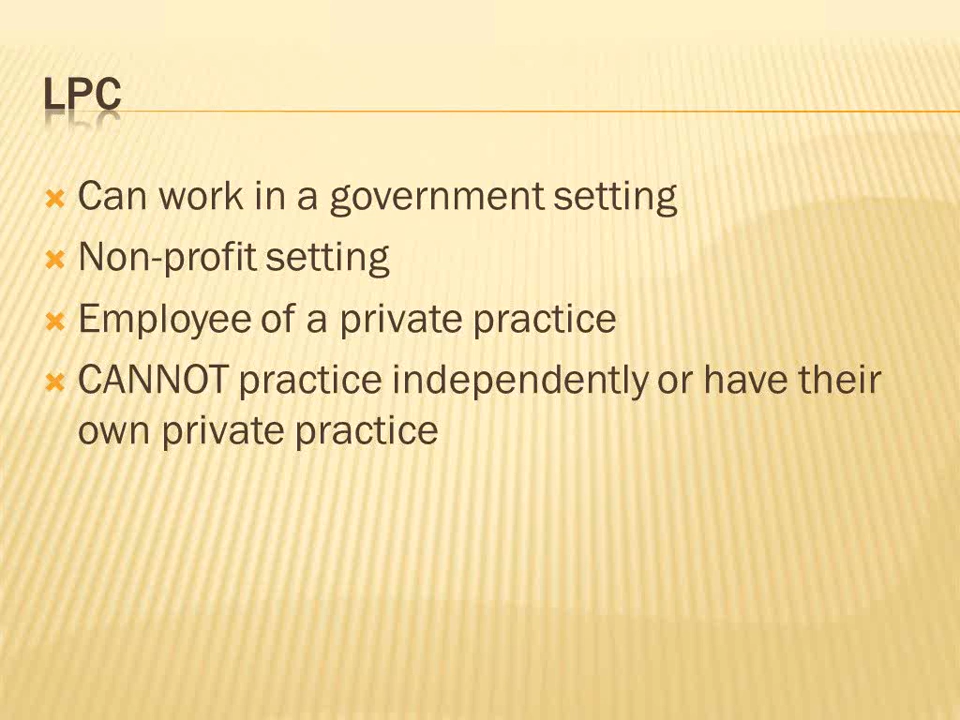 LPC
Can work in a government setting
Non-profit setting
Employee of a private practice
CANNOT practice independently or have their
own private practice